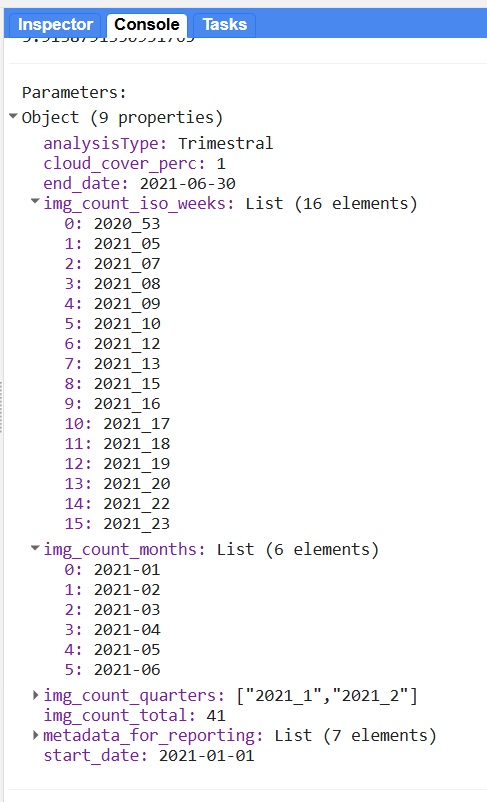 Inspector Console Tasks
Parameters:
Object (9 properties)
analysisType: Trimestral
cloud_cover_perc: 1
end_date: 2021-06-30
img_count_iso_weeks: List (16 elements)
0: 2020_53
1: 2021_05
2: 2021_07
3: 2021_08
4: 2021_09
5: 2021_10
6: 2021_12
7: 2021_13
8: 2021_15
9: 2021_16
10: 2021_17
11: 2021_18
12: 2021_19
13: 2021_20
14: 2021_22
15: 2021_23
img_count_months: List (6 elements)
0: 2021-01
1: 2021-02
2: 2021-03
3: 2021-04
4: 2021-05
5: 2021-06
img_count_quarters: ["2021_1","2021_2"]
img_count_total: 41
metadata_for_reporting: List (7 elements)
start_date: 2021-01-01